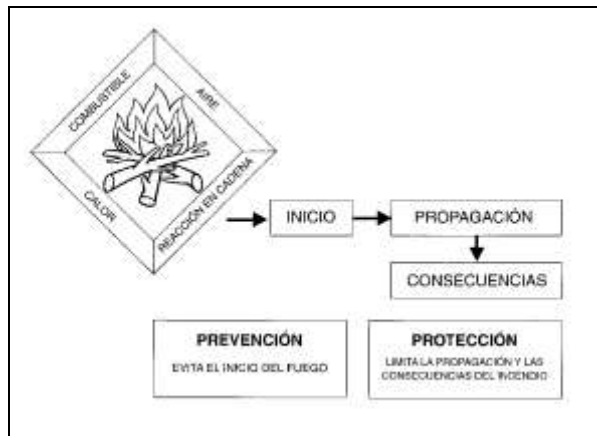 COMBUSTIBLE
AIRE
CALOR
REACCIÓN EN CADENA
INICIO
PROPAGACIÓN
CONSECUENCIAS
PREVENCIÓN
EVITA EL INICIO DEL FUEGO
PROTECCIÓN
LIMITA LA PROPAGACIÓN Y LAS
CONSECUENCIAS DEL INCENDIO